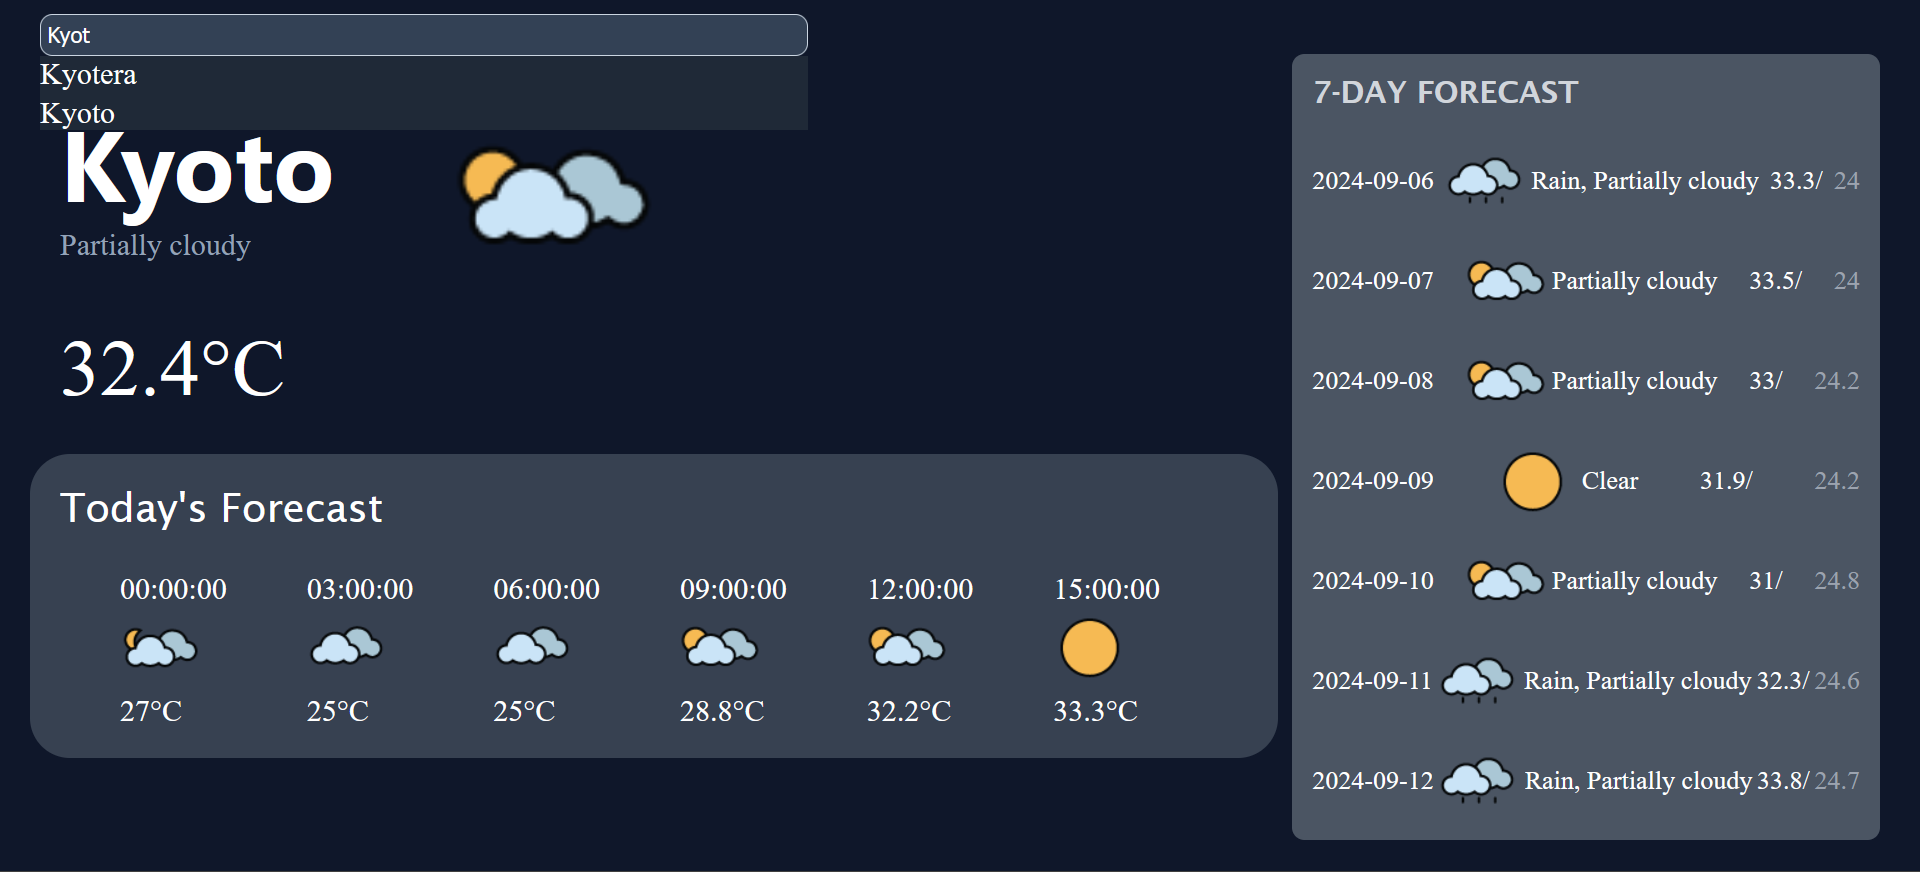 Kyot
Kyotera
Kyoto
Kyoto
Partially cloudy
32.4°C
Today's Forecast
00:00:00 03:00:00 06:00:00 09:00:00 12:00:00 15:00:00
27°C 25°C 25°C 28.8°C 32.2°C 33.3°C
7-DAY FORECAST
2024-09-06 Rain, Partially cloudy 33.3/ 24
2024-09-07 Partially cloudy 33.5/ 24
2024-09-08 Partially cloudy 33/ 24.2
2024-09-09 Clear 31.9/ 24.2
2024-09-10 Partially cloudy 31/ 24.8
2024-09-11 Rain, Partially cloudy 32.3/ 24.6
2024-09-12 Rain, Partially cloudy 33.8/ 24.7